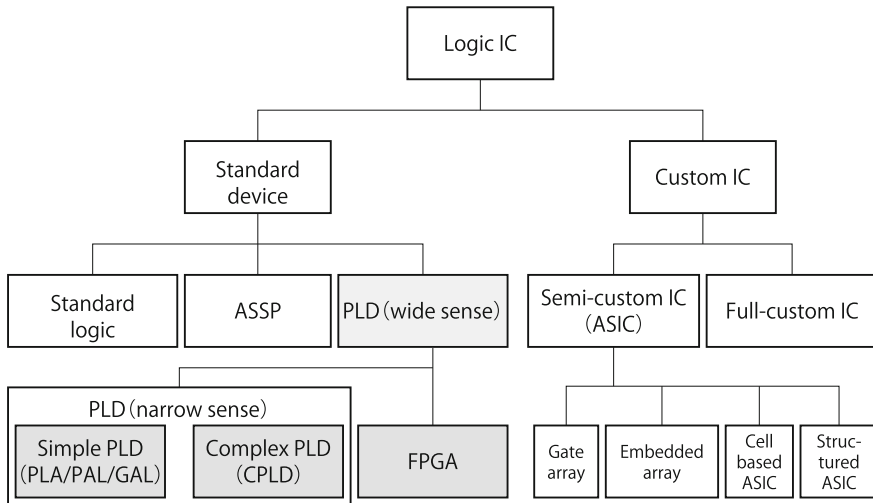 Logic IC
Standard
device
Custom IC
Standard
logic
ASSP
PLD（wide sense）
Semi-custom IC
（ASIC）
Full-custom IC
PLD（narrow sense）
Simple PLD
（PLA/PAL/GAL）
Complex PLD
（CPLD）
FPGA
Gate
array
Embedded
array
Cell
based
ASIC
Struc-
tured
ASIC